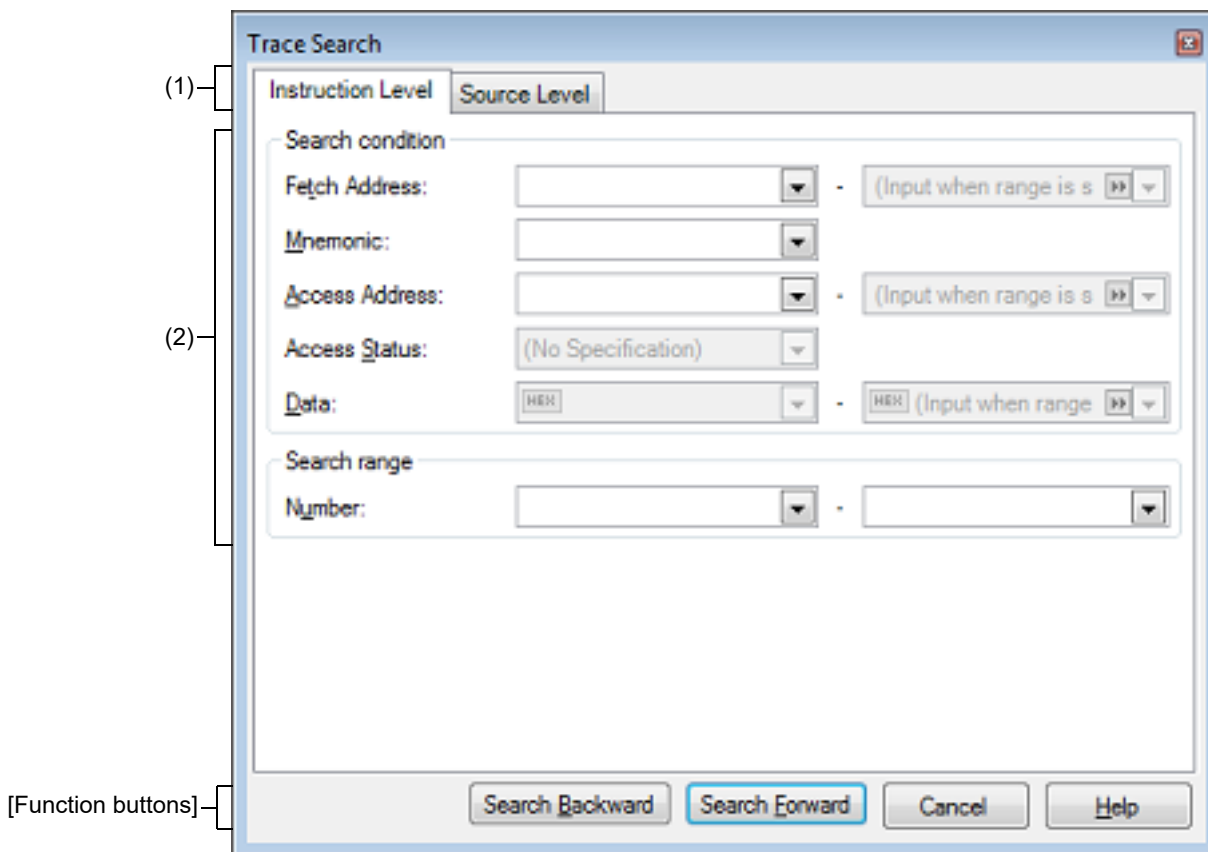 Trace Search
(1)
Instruction Level Source Level
Search condition
Fetch Address: - (Input when range is s
Mnemonic:
Access Address: - (Input when range is s
(2)
Access Status: (No Specification)
Data: HEX - HEX (Input when range
Search range
Number: -
[Function buttons] Search Backward Search Forward Cancel Help